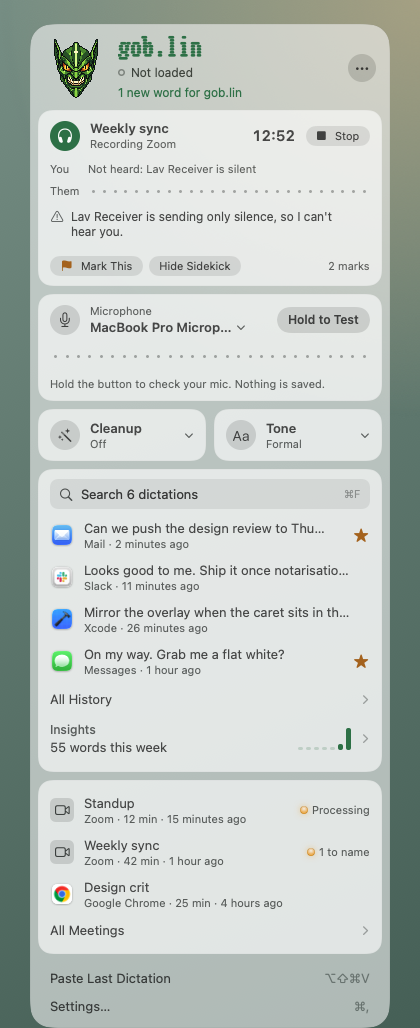 gob.lin
Not loaded
1 new word for gob.lin
Weekly sync
Recording Zoom
12:52
Stop
You Not heard: Lav Receiver is silent
Them
Lav Receiver is sending only silence, so I can't
hear you.
Mark This
Hide Sidekick
2 marks
Microphone
MacBook Pro Microp...
Hold to Test
Hold the button to check your mic. Nothing is saved.
Cleanup
Off
Aa
Tone
Formal
Search 6 dictations
⌘F
Can we push the design review to Thu...
Mail · 2 minutes ago
Looks good to me. Ship it once notarisatio...
Slack · 11 minutes ago
Mirror the overlay when the caret sits in th...
Xcode · 26 minutes ago
On my way. Grab me a flat white?
Messages · 1 hour ago
All History
Insights
55 words this week
Standup
Zoom · 12 min · 15 minutes ago
Processing
Weekly sync
Zoom · 42 min · 1 hour ago
1 to name
Design crit
Google Chrome · 25 min · 4 hours ago
All Meetings
Paste Last Dictation
⌥⇧⌘V
Settings...
⌘,